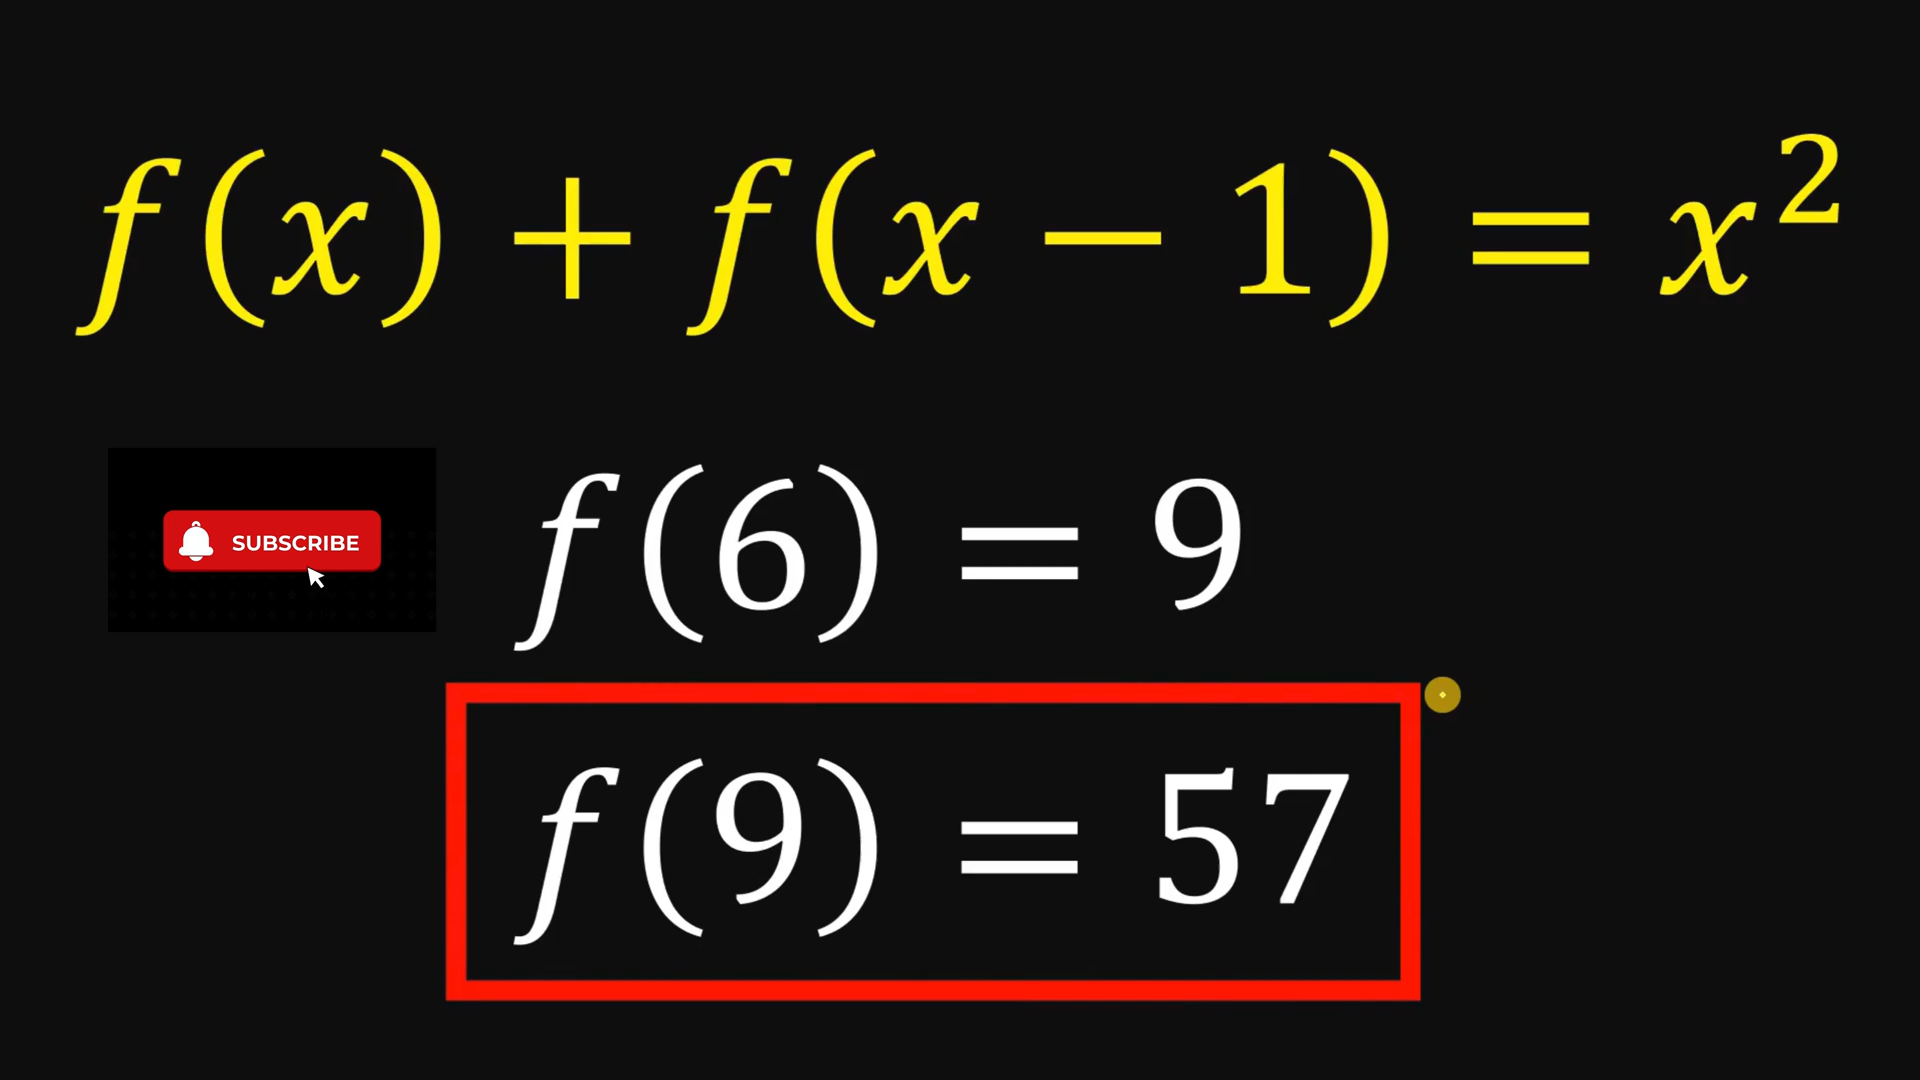 f(x) + f(x − 1) = x²
SUBSCRIBE
f(6) = 9
f(9) = 57